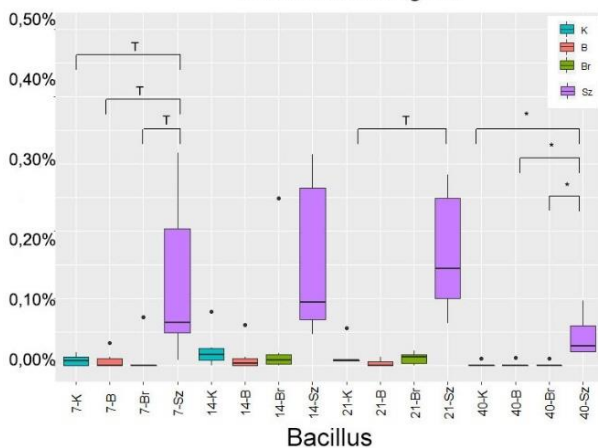 0,50%
0,40%
0,30%
0,20%
0,10%
0,00%
K
B
Br
Sz
T
T
T
T
*
*
*
7-K
7-B
7-Br
7-Sz
14-K
14-B
14-Br
14-Sz
21-K
21-B
21-Br
21-Sz
40-K
40-B
40-Br
40-Sz
Bacillus